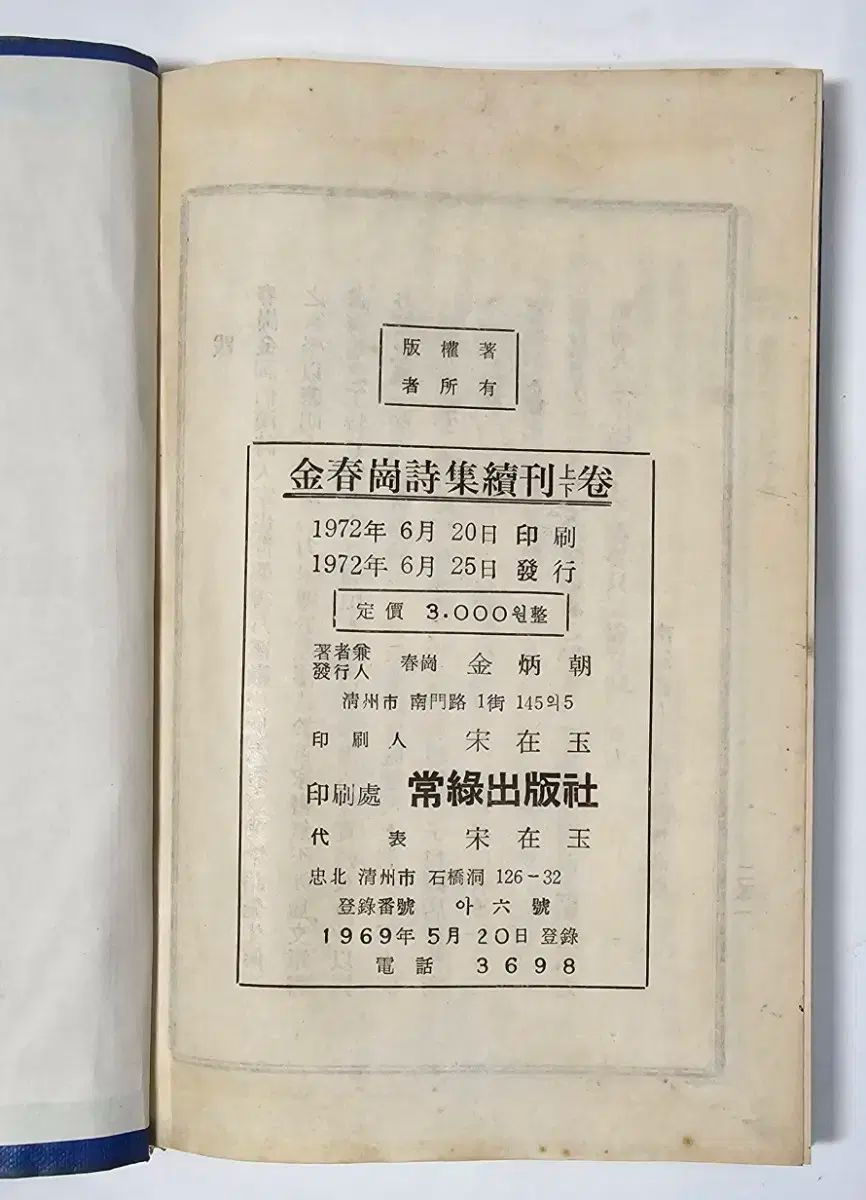 版權著
者所有
金春崗詩集續刊上下卷
1972年 6月 20日 印刷
1972年 6月 25日 發行
定價 3.000원整
著者兼
發行人 春崗 金炳朝
淸州市 南門路 1街 145의5
印刷人 宋在玉
印刷處 常綠出版社
代表 宋在玉
忠北 淸州市 石橋洞 126-32
登錄番號 아六號
1969年 5月 20日 登錄
電話 3698